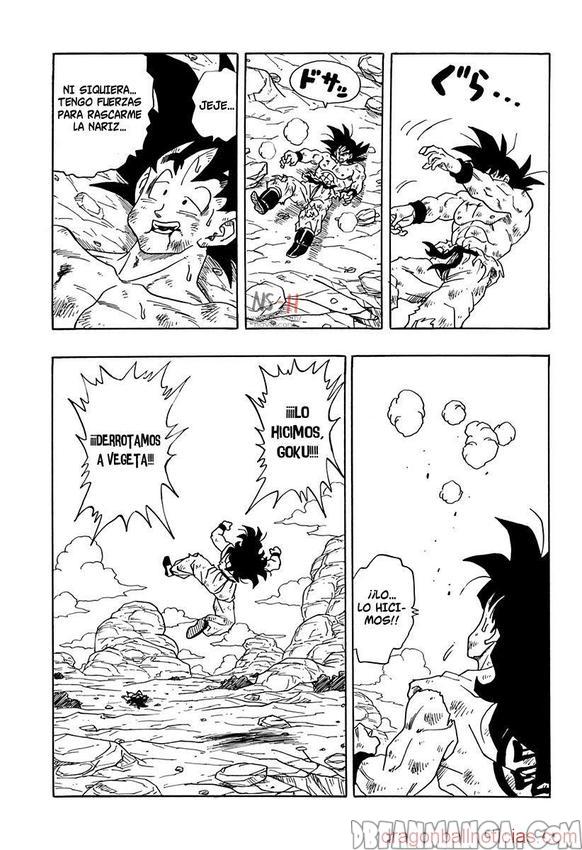 ぐら...
ドサッ
JEJE...
NI SIQUIERA...
TENGO FUERZAS
PARA RASCARME
LA NARIZ...
¡¡LO...
LO HICI-
MOS!!
¡¡¡¡LO
HICIMOS,
GOKU!!!!
¡¡¡DERROTAMOS
A VEGETA!!!
DBFANMANGA.COM
dragonballnoticias.com